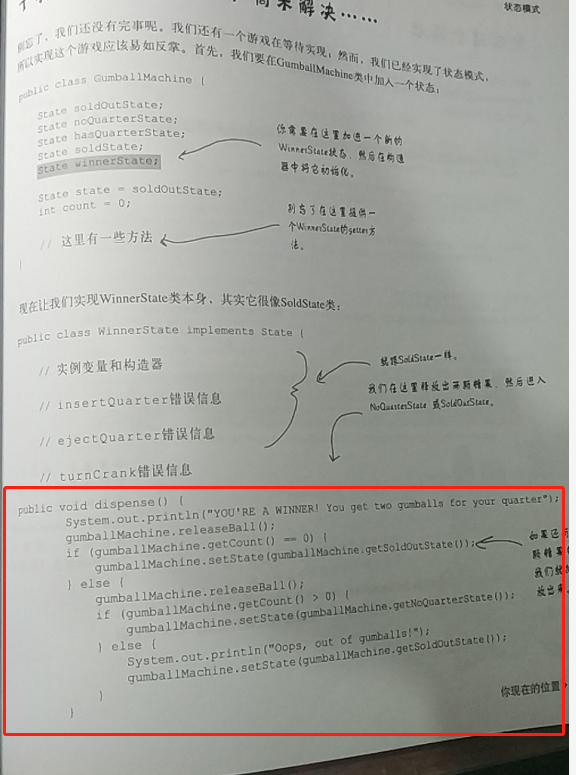 状态模式
来解决……
别忘了，我们还没有完事呢。我们还有一个游戏在等待实现；然而，我们已经实现了状态模式，
所以实现这个游戏应该易如反掌。首先，我们要在GumballMachine类中加入一个状态：
public class GumballMachine {
State soldOutState;
State noQuarterState;
State hasQuarterState;
State soldState;
State winnerState;
你需要在这里加进一个新的
WinnerState状态，然后在构造
器中将它初始化。
State state = soldOutState;
int count = 0;
别忘了在这里提供一
个WinnerState的getter方
法。
// 这里有一些方法
}
现在让我们实现WinnerState类本身，其实它很像SoldState类：
public class WinnerState implements State {
// 实例变量和构造器
就跟SoldState一样。
// insertQuarter错误信息
我们在这里释放出两颗糖果，然后进入
NoQuarterState 或SoldOutState。
// ejectQuarter错误信息
// turnCrank错误信息
public void dispense() {
System.out.println("YOU'RE A WINNER! You get two gumballs for your quarter");
gumballMachine.releaseBall();
if (gumballMachine.getCount() == 0) {
gumballMachine.setState(gumballMachine.getSoldOutState());
如果还
颗糖果
我们就
放出
} else {
gumballMachine.releaseBall();
if (gumballMachine.getCount() > 0) {
gumballMachine.setState(gumballMachine.getNoQuarterState());
} else {
System.out.println("Oops, out of gumballs!");
gumballMachine.setState(gumballMachine.getSoldOutState());
}
}
你现在的位置